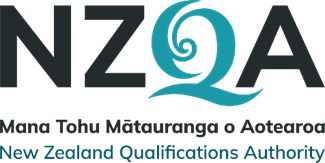 NZQA
Mana Tohu Mātauranga o Aotearoa
New Zealand Qualifications Authority